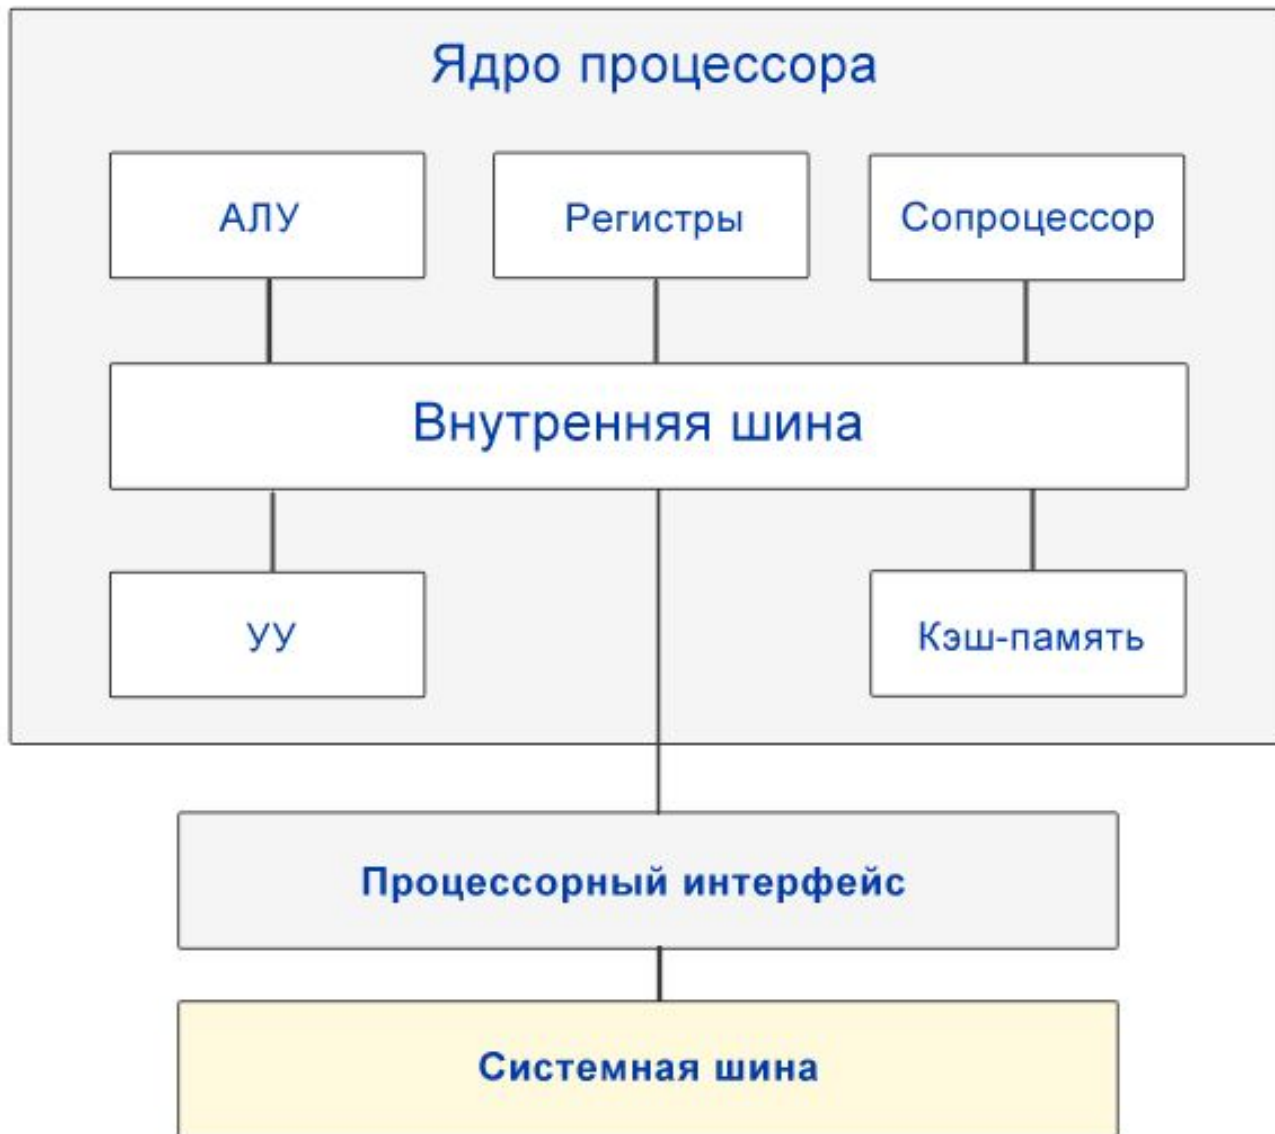 Ядро процессора
АЛУ
Регистры
Сопроцессор
Внутренняя шина
УУ
Кэш-память
Процессорный интерфейс
Системная шина